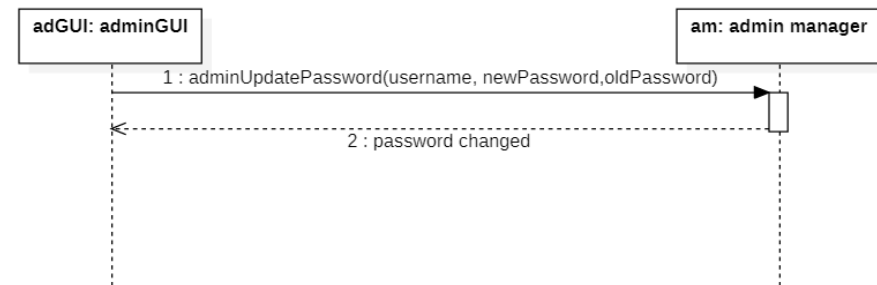 adGUI: adminGUI
am: admin manager
1 : adminUpdatePassword(username, newPassword,oldPassword)
2 : password changed